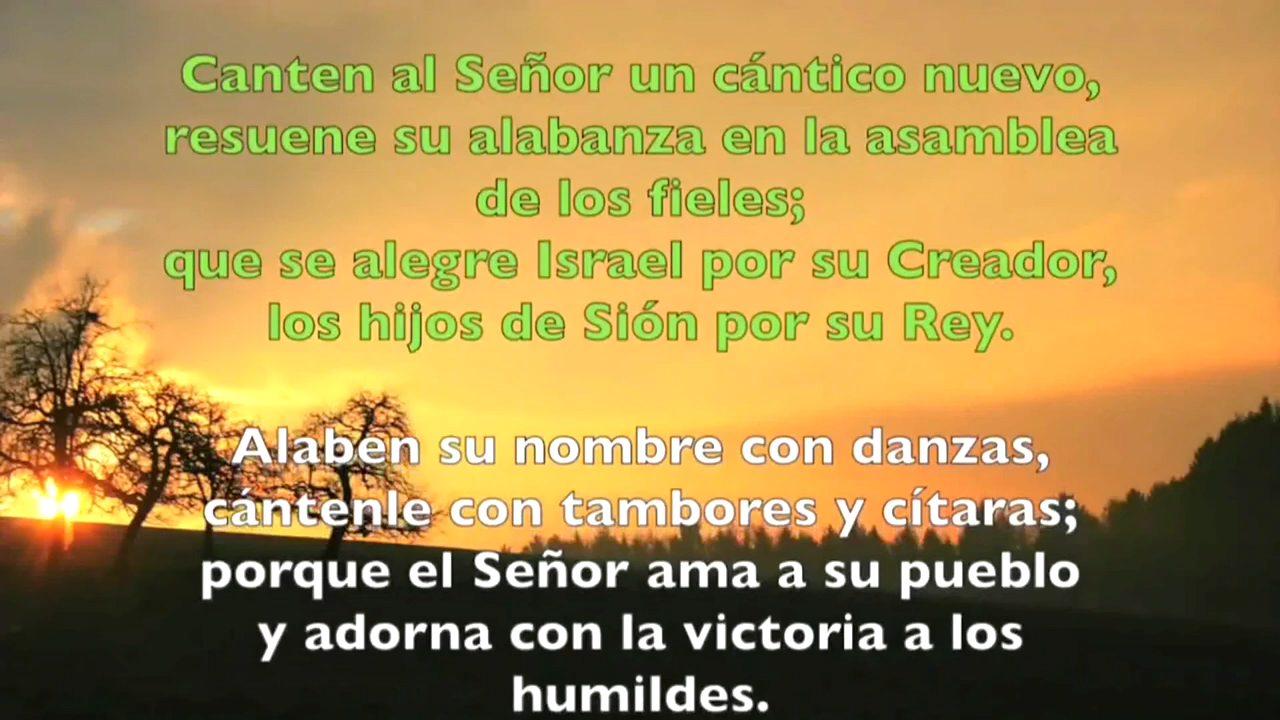 Canten al Señor un cántico nuevo,
resuene su alabanza en la asamblea
de los fieles;
que se alegre Israel por su Creador,
los hijos de Sión por su Rey.
Alaben su nombre con danzas,
cántenle con tambores y cítaras;
porque el Señor ama a su pueblo
y adorna con la victoria a los
humildes.